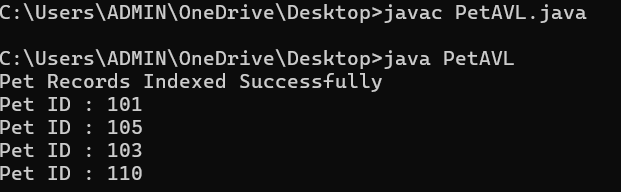 C:\Users\ADMIN\OneDrive\Desktop>javac PetAVL.java
C:\Users\ADMIN\OneDrive\Desktop>java PetAVL
Pet Records Indexed Successfully
Pet ID : 101
Pet ID : 105
Pet ID : 103
Pet ID : 110